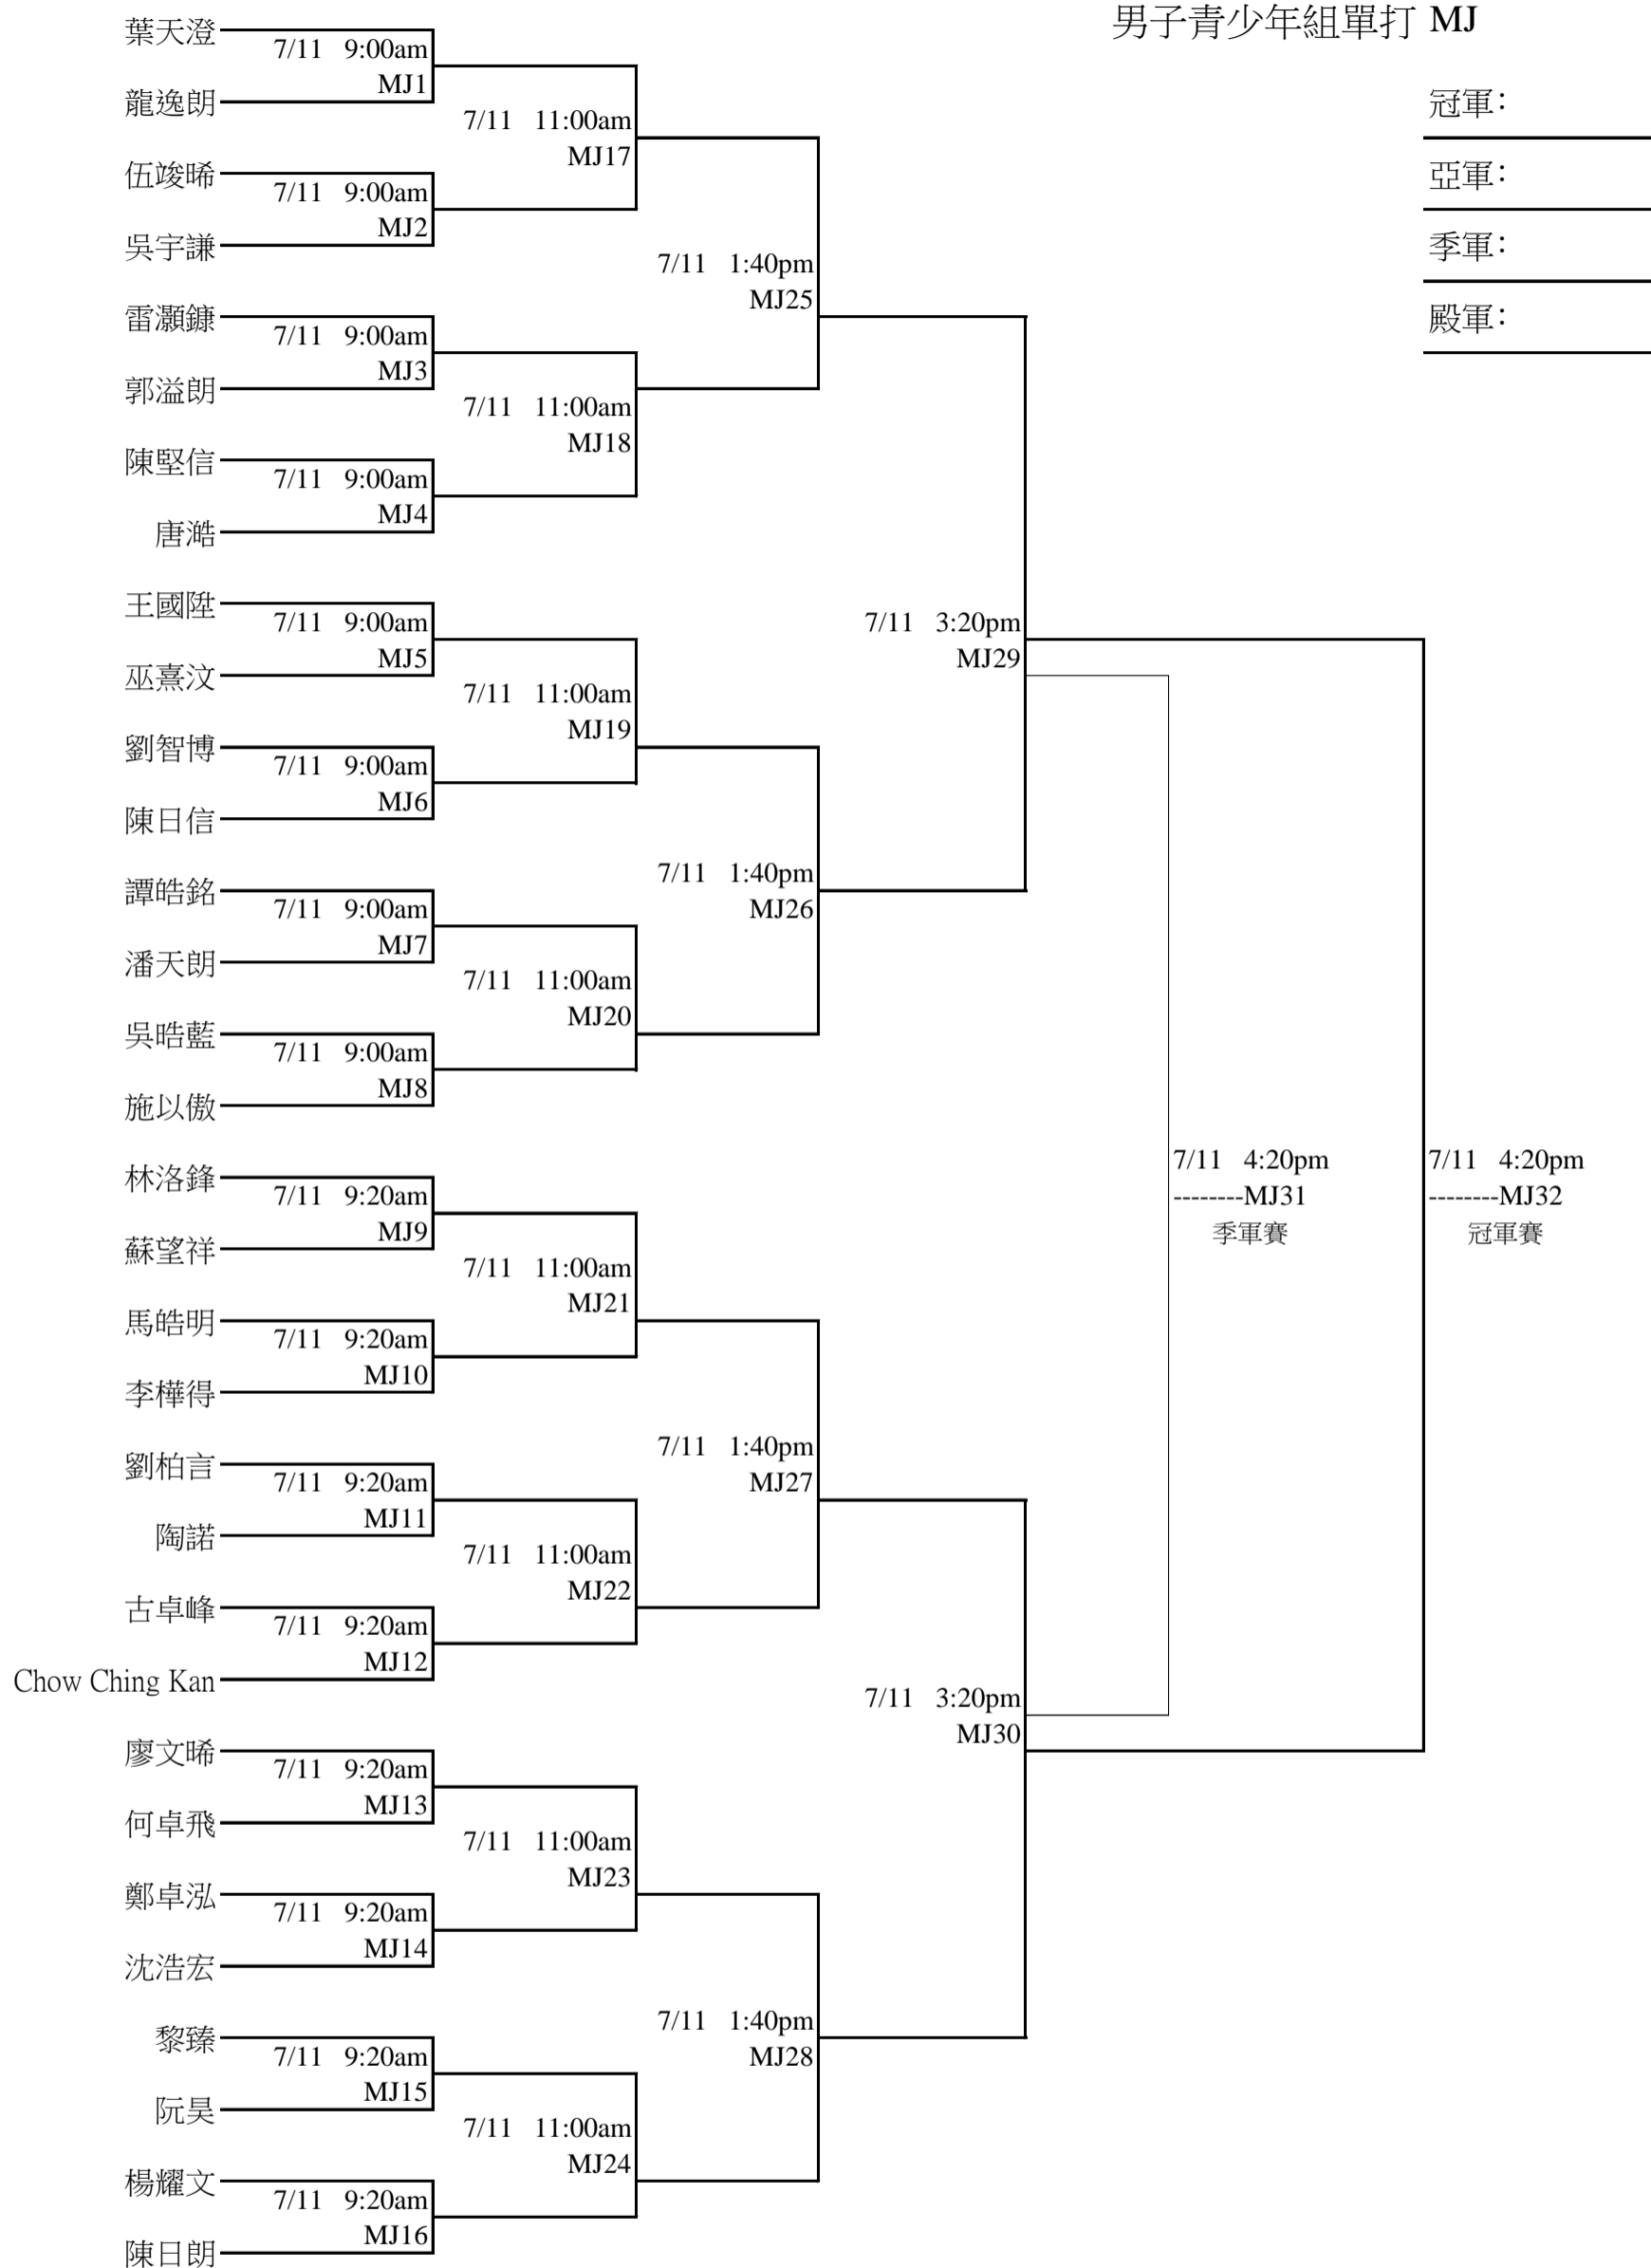 男子青少年組單打 MJ
冠軍：
亞軍：
季軍：
殿軍：
葉天澄
7/11 9:00am
MJ1
龍逸朗
7/11 11:00am
MJ17
伍竣晞
7/11 9:00am
MJ2
吳宇謙
7/11 1:40pm
MJ25
雷灝鏮
7/11 9:00am
MJ3
郭溢朗
7/11 11:00am
MJ18
陳堅信
7/11 9:00am
MJ4
唐澔
7/11 3:20pm
MJ29
王國陞
7/11 9:00am
MJ5
巫熹汶
7/11 11:00am
MJ19
劉智博
7/11 9:00am
MJ6
陳日信
7/11 1:40pm
MJ26
譚皓銘
7/11 9:00am
MJ7
潘天朗
7/11 11:00am
MJ20
吳晧藍
7/11 9:00am
MJ8
施以傲
7/11 4:20pm
--------MJ31
季軍賽
7/11 4:20pm
--------MJ32
冠軍賽
林洛鋒
7/11 9:20am
MJ9
蘇望祥
7/11 11:00am
MJ21
馬皓明
7/11 9:20am
MJ10
李樺得
7/11 1:40pm
MJ27
劉柏言
7/11 9:20am
MJ11
陶諾
7/11 11:00am
MJ22
古卓峰
7/11 9:20am
MJ12
Chow Ching Kan
7/11 3:20pm
MJ30
廖文晞
7/11 9:20am
MJ13
何卓飛
7/11 11:00am
MJ23
鄭卓泓
7/11 9:20am
MJ14
沈浩宏
7/11 1:40pm
MJ28
黎臻
7/11 9:20am
MJ15
阮昊
7/11 11:00am
MJ24
楊耀文
7/11 9:20am
MJ16
陳日朗